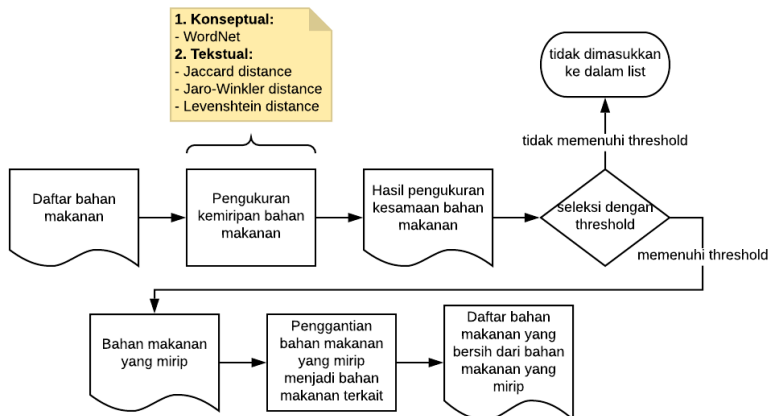 1. Konseptual:
- WordNet
2. Tekstual:
- Jaccard distance
- Jaro-Winkler distance
- Levenshtein distance
tidak dimasukkan
ke dalam list
tidak memenuhi threshold
Daftar bahan
makanan
Pengukuran
kemiripan bahan
makanan
Hasil pengukuran
kesamaan bahan
makanan
seleksi dengan
threshold
memenuhi threshold
Bahan makanan
yang mirip
Penggantian
bahan makanan
yang mirip
menjadi bahan
makanan terkait
Daftar bahan
makanan yang
bersih dari bahan
makanan yang
mirip